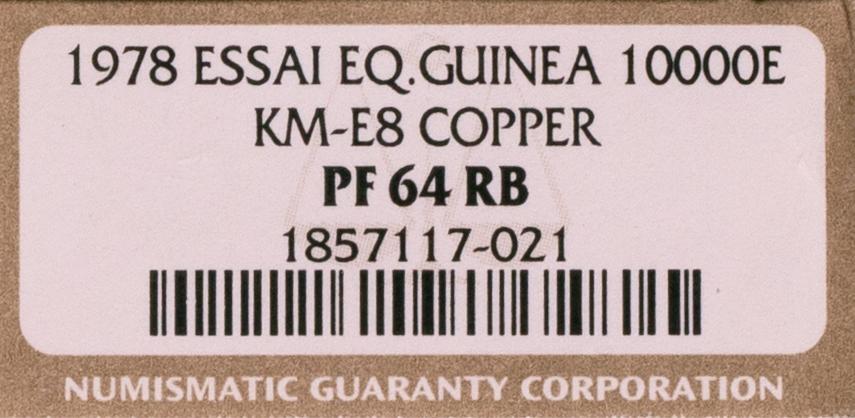 1978 ESSAI EQ.GUINEA 10000E
KM-E8 COPPER
PF 64 RB
1857117-021
NUMISMATIC GUARANTY CORPORATION